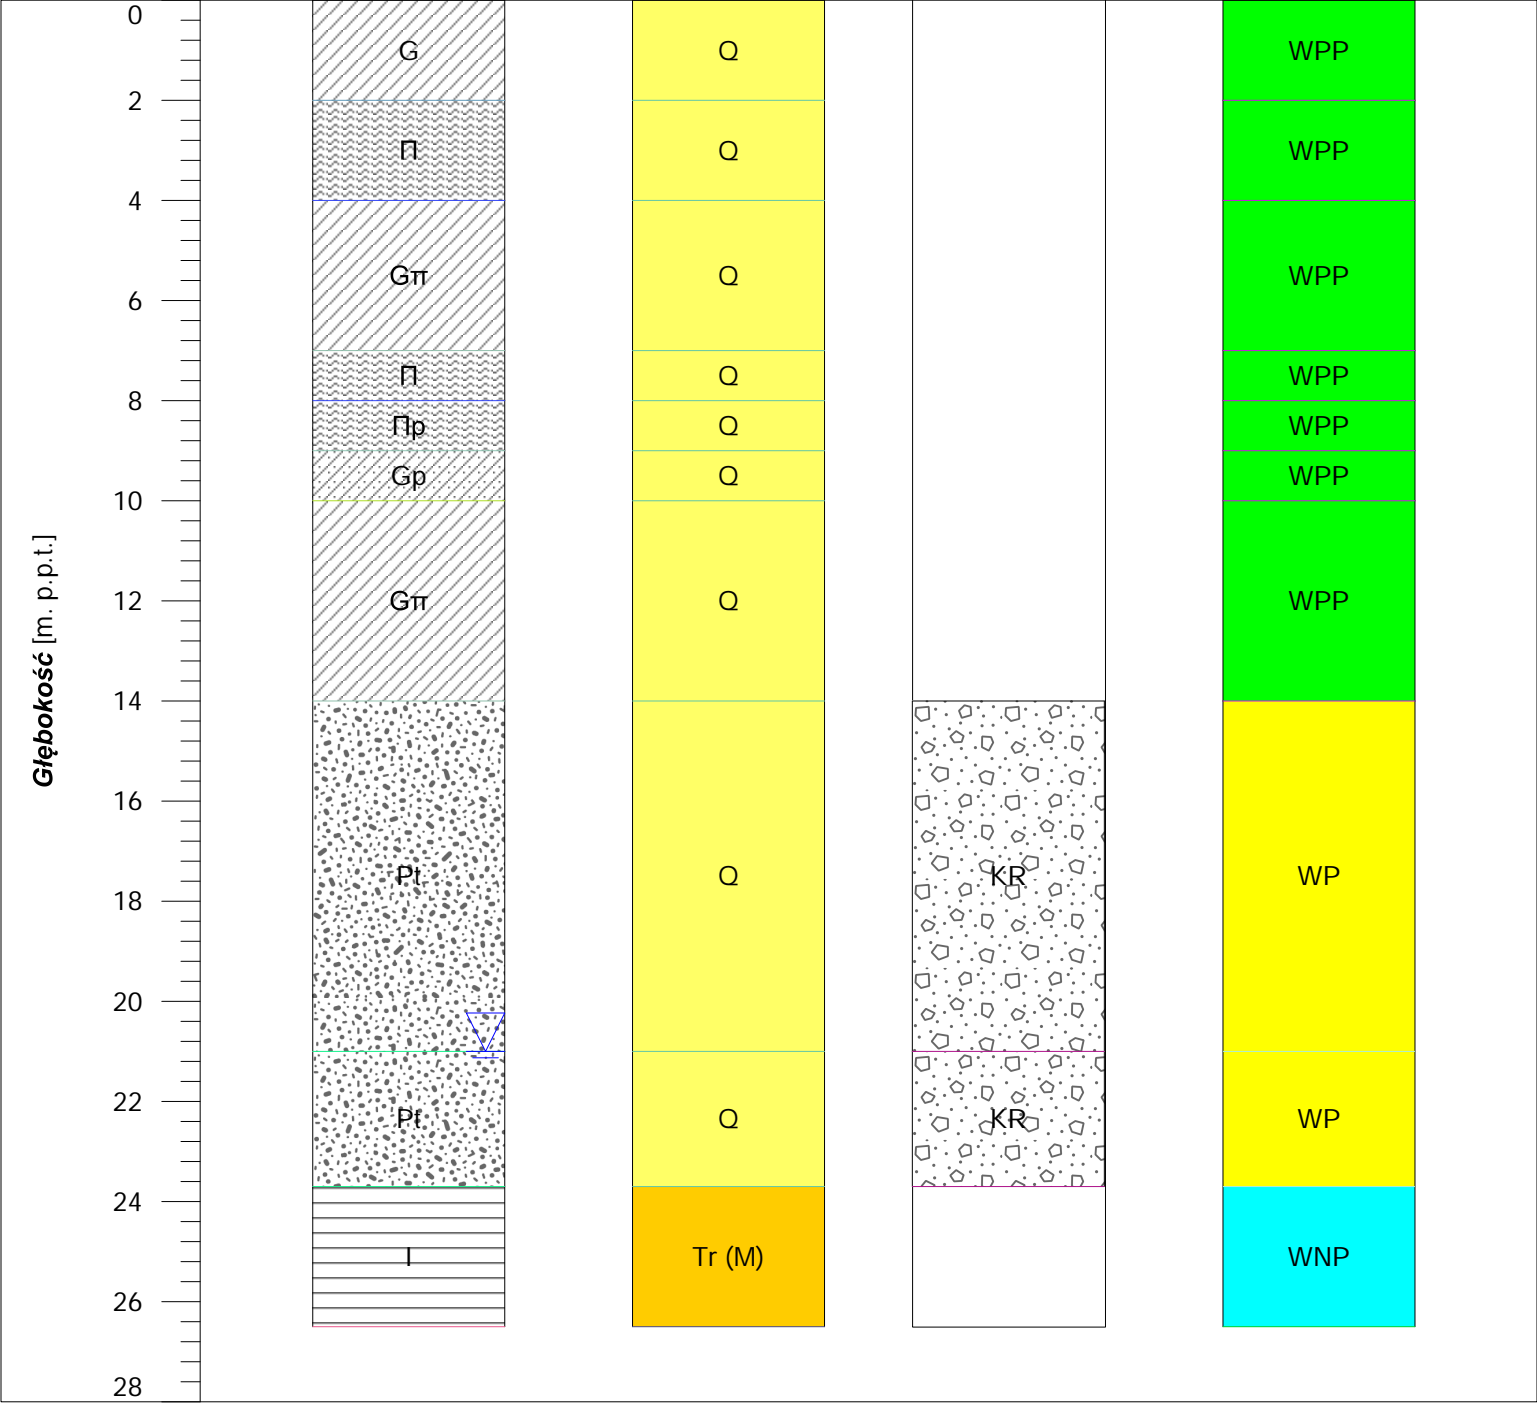 0
G Q WPP
2
Π Q WPP
4
Gπ Q WPP
6
Π Q WPP
8
Πp Q WPP
Gp Q WPP
10
Głębokość [m. p.p.t.]
12 Gπ Q WPP
14
16
Pt Q KR WP
18
20
22
Pt Q KR WP
24
I Tr (M) WNP
26
28